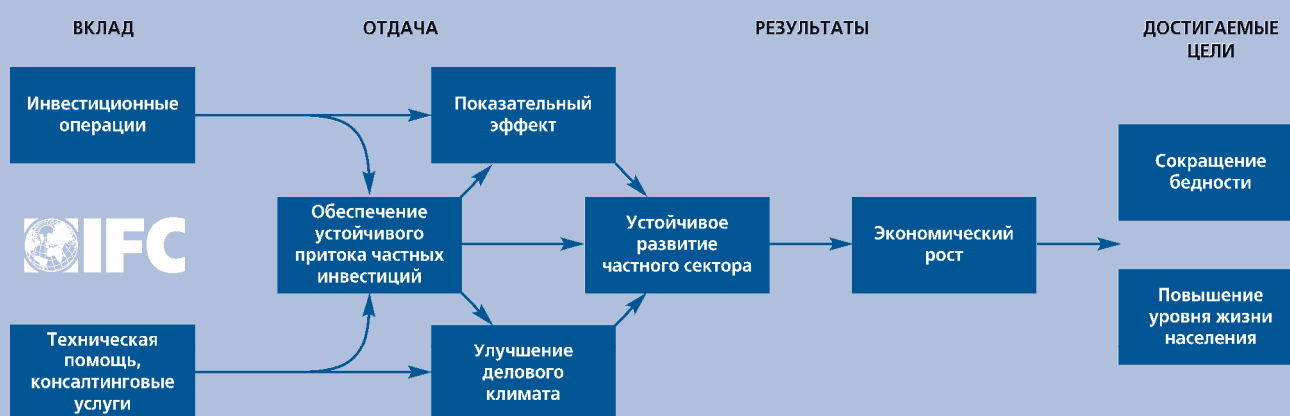 ВКЛАД
ОТДАЧА
РЕЗУЛЬТАТЫ
ДОСТИГАЕМЫЕ
ЦЕЛИ
Инвестиционные
операции
Показательный
эффект
Сокращение
бедности
IFC
Обеспечение
устойчивого
притока частных
инвестиций
Устойчивое
развитие
частного сектора
Экономический
рост
Повышение
уровня жизни
населения
Техническая
помощь,
консалтинговые
услуги
Улучшение
делового
климата